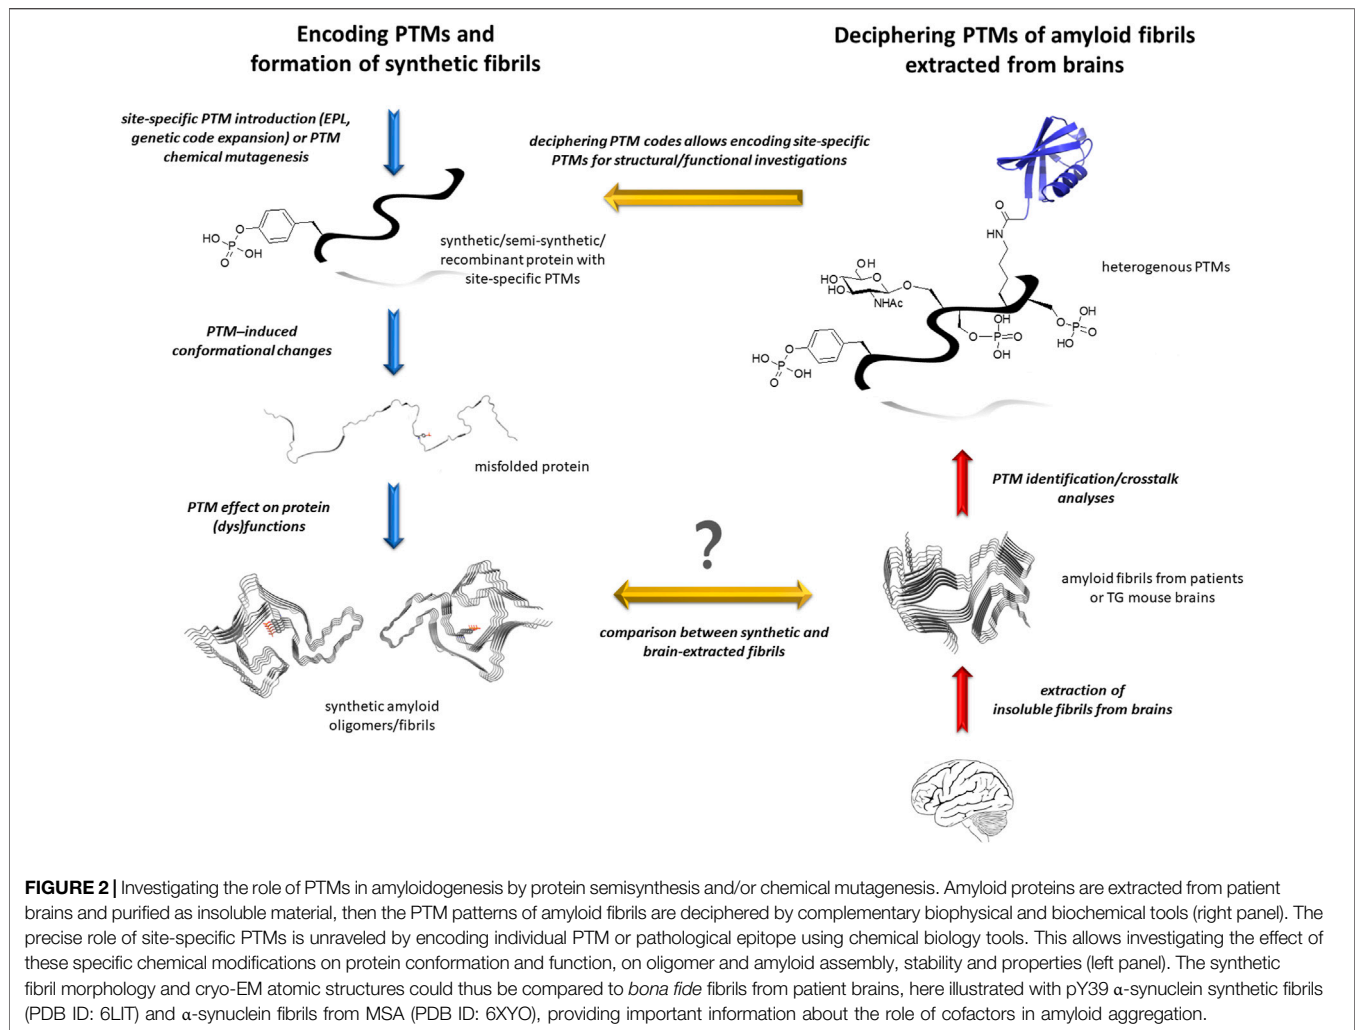 Encoding PTMs and
formation of synthetic fibrils
Deciphering PTMs of amyloid fibrils
extracted from brains
site-specific PTM introduction (EPL,
genetic code expansion) or PTM
chemical mutagenesis
deciphering PTM codes allows encoding site-specific
PTMs for structural/functional investigations
HO
O
P
OH
O
synthetic/semi-synthetic/
recombinant protein with
site-specific PTMs
O
HN
heterogenous PTMs
OH
HO
HO
O
O
NHAc
OH
O
P
O
OH
O
P
OH
O
HO
HO
O
P
OH
O
PTM–induced
conformational changes
misfolded protein
PTM identification/crosstalk
analyses
PTM effect on protein
(dys)functions
?
amyloid fibrils from patients
or TG mouse brains
comparison between synthetic and
brain-extracted fibrils
synthetic amyloid
oligomers/fibrils
extraction of
insoluble fibrils from brains
FIGURE 2 | Investigating the role of PTMs in amyloidogenesis by protein semisynthesis and/or chemical mutagenesis. Amyloid proteins are extracted from patient
brains and purified as insoluble material, then the PTM patterns of amyloid fibrils are deciphered by complementary biophysical and biochemical tools (right panel). The
precise role of site-specific PTMs is unraveled by encoding individual PTM or pathological epitope using chemical biology tools. This allows investigating the effect of
these specific chemical modifications on protein conformation and function, on oligomer and amyloid assembly, stability and properties (left panel). The synthetic
fibril morphology and cryo-EM atomic structures could thus be compared to bona fide fibrils from patient brains, here illustrated with pY39 α-synuclein synthetic fibrils
(PDB ID: 6LIT) and α-synuclein fibrils from MSA (PDB ID: 6XYO), providing important information about the role of cofactors in amyloid aggregation.